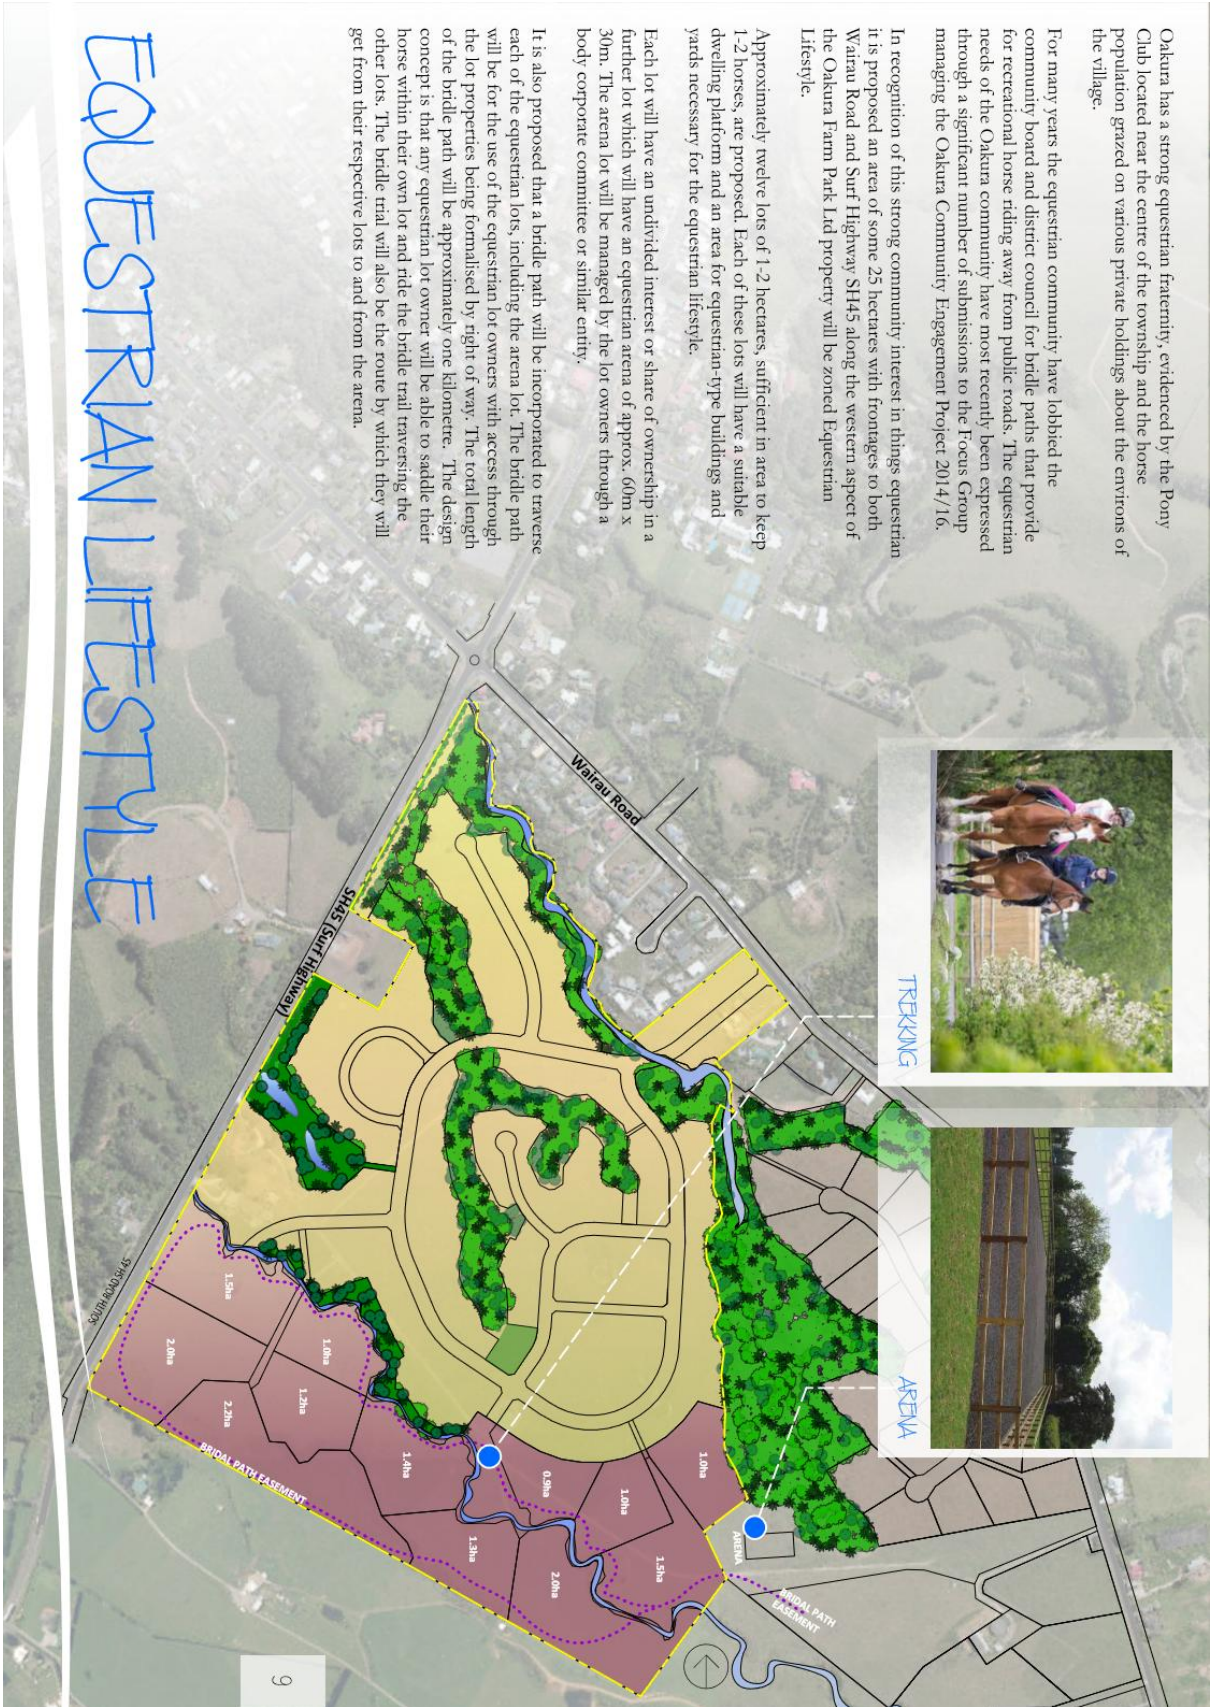 Oakura has a strong equestrian fraternity, evidenced by the Pony
Club located near the centre of the township and the horse
population grazed on various private holdings about the environs of
the village.
For many years the equestrian community have lobbied the
community board and district council for bridle paths that provide
for recreational horse riding away from public roads. The equestrian
needs of the Oakura community have most recently been expressed
through a significant number of submissions to the Focus Group
managing the Oakura Community Engagement Project 2014/16.
In recognition of this strong community interest in things equestrian
it is proposed an area of some 25 hectares with frontages to both
Wairau Road and Surf Highway SH45 along the western aspect of
the Oakura Farm Park Ltd property will be zoned Equestrian
Lifestyle.
Approximately twelve lots of 1-2 hectares, sufficient in area to keep
1-2 horses, are proposed. Each of these lots will have a suitable
dwelling platform and an area for equestrian-type buildings and
yards necessary for the equestrian lifestyle.
Each lot will have an undivided interest or share of ownership in a
further lot which will have an equestrian arena of approx. 60m x
30m. The arena lot will be managed by the lot owners through a
body corporate committee or similar entity.
It is also proposed that a bridle path will be incorporated to traverse
each of the equestrian lots, including the arena lot. The bridle path
will be for the use of the equestrian lot owners with access through
the lot properties being formalised by right of way. The total length
of the bridle path will be approximately one kilometre. The design
concept is that any equestrian lot owner will be able to saddle their
horse within their own lot and ride the bridle trail traversing the
other lots. The bridle trial will also be the route by which they will
get from their respective lots to and from the arena.
EQUESTRIAN LIFESTYLE
TREKKING
ARENA
Wairau Road
SH45 (Surf Highway)
SOUTH ROAD SH 45
ARENA
BRIDAL PATH
EASEMENT
1.0ha
1.5ha
1.0ha
0.9ha
2.0ha
1.3ha
1.4ha
1.0ha
1.2ha
1.5ha
2.2ha
2.0ha
BRIDAL PATH EASEMENT
9